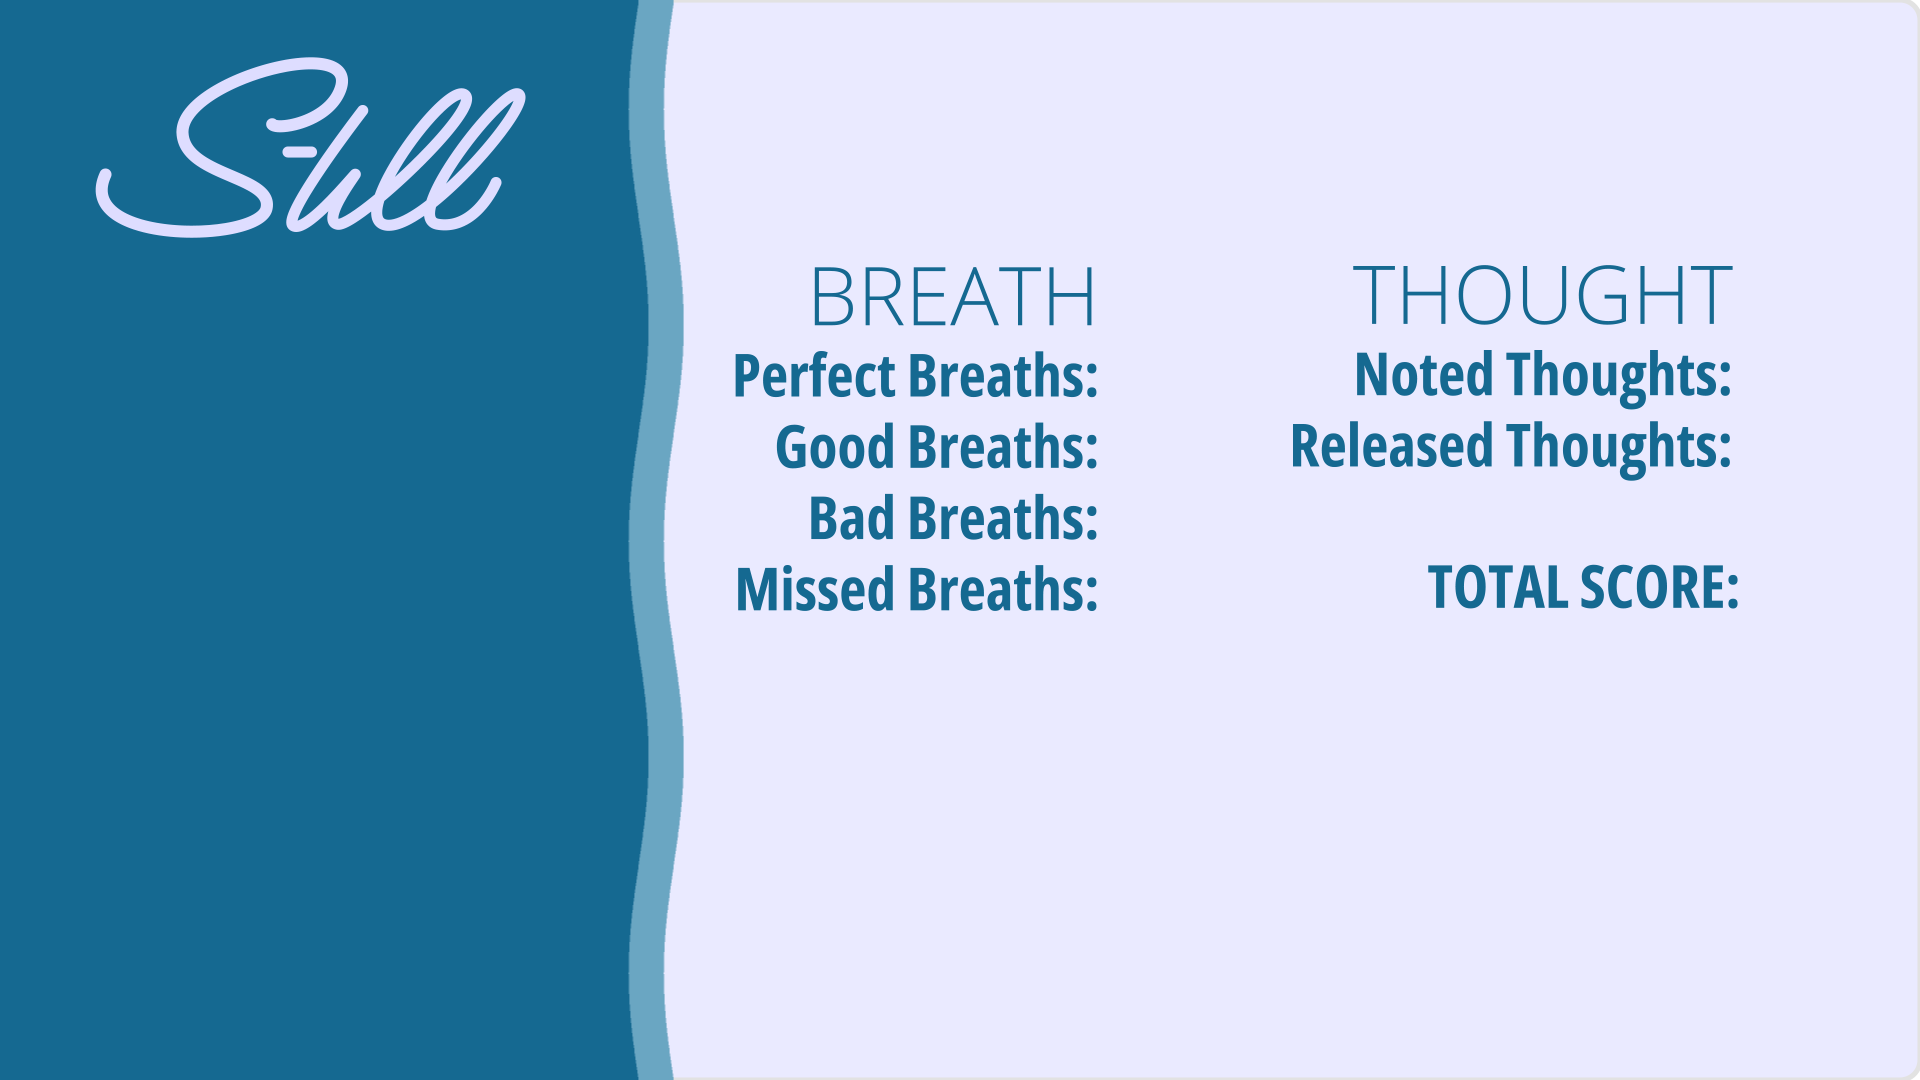 Still
BREATH
Perfect Breaths:
Good Breaths:
Bad Breaths:
Missed Breaths:
THOUGHT
Noted Thoughts:
Released Thoughts:
TOTAL SCORE: